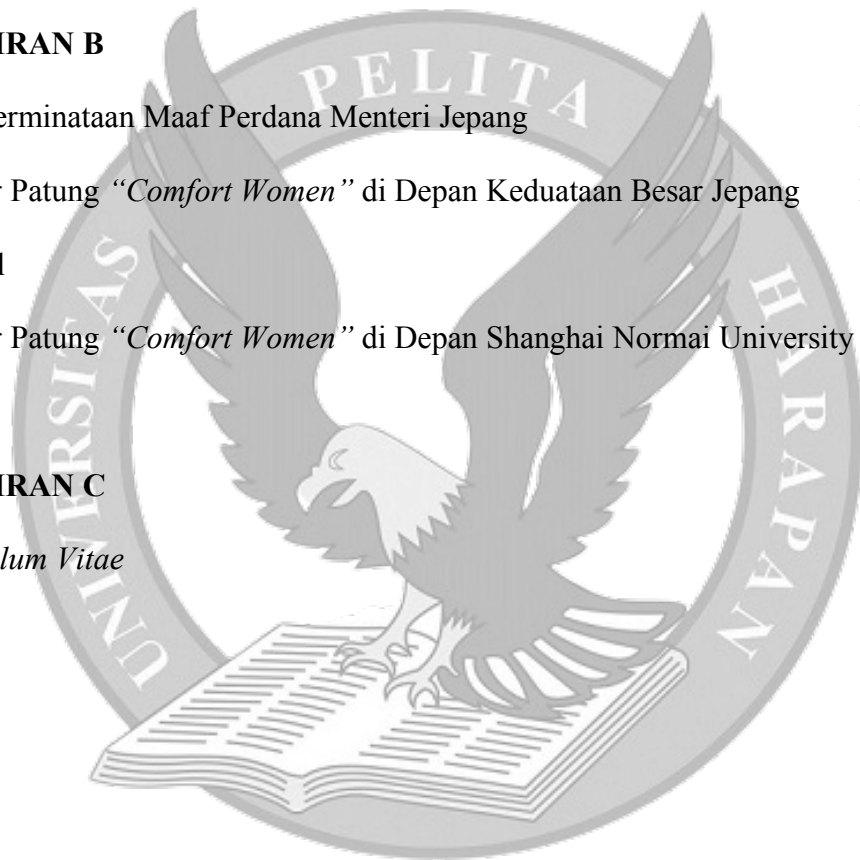 IRAN B
erminataan Maaf Perdana Menteri Jepang
r Patung “Comfort Women” di Depan Keduataan Besar Jepang
l
r Patung “Comfort Women” di Depan Shanghai Normai University
IRAN C
lum Vitae
UNIVERSITAS PELITA HARAPAN